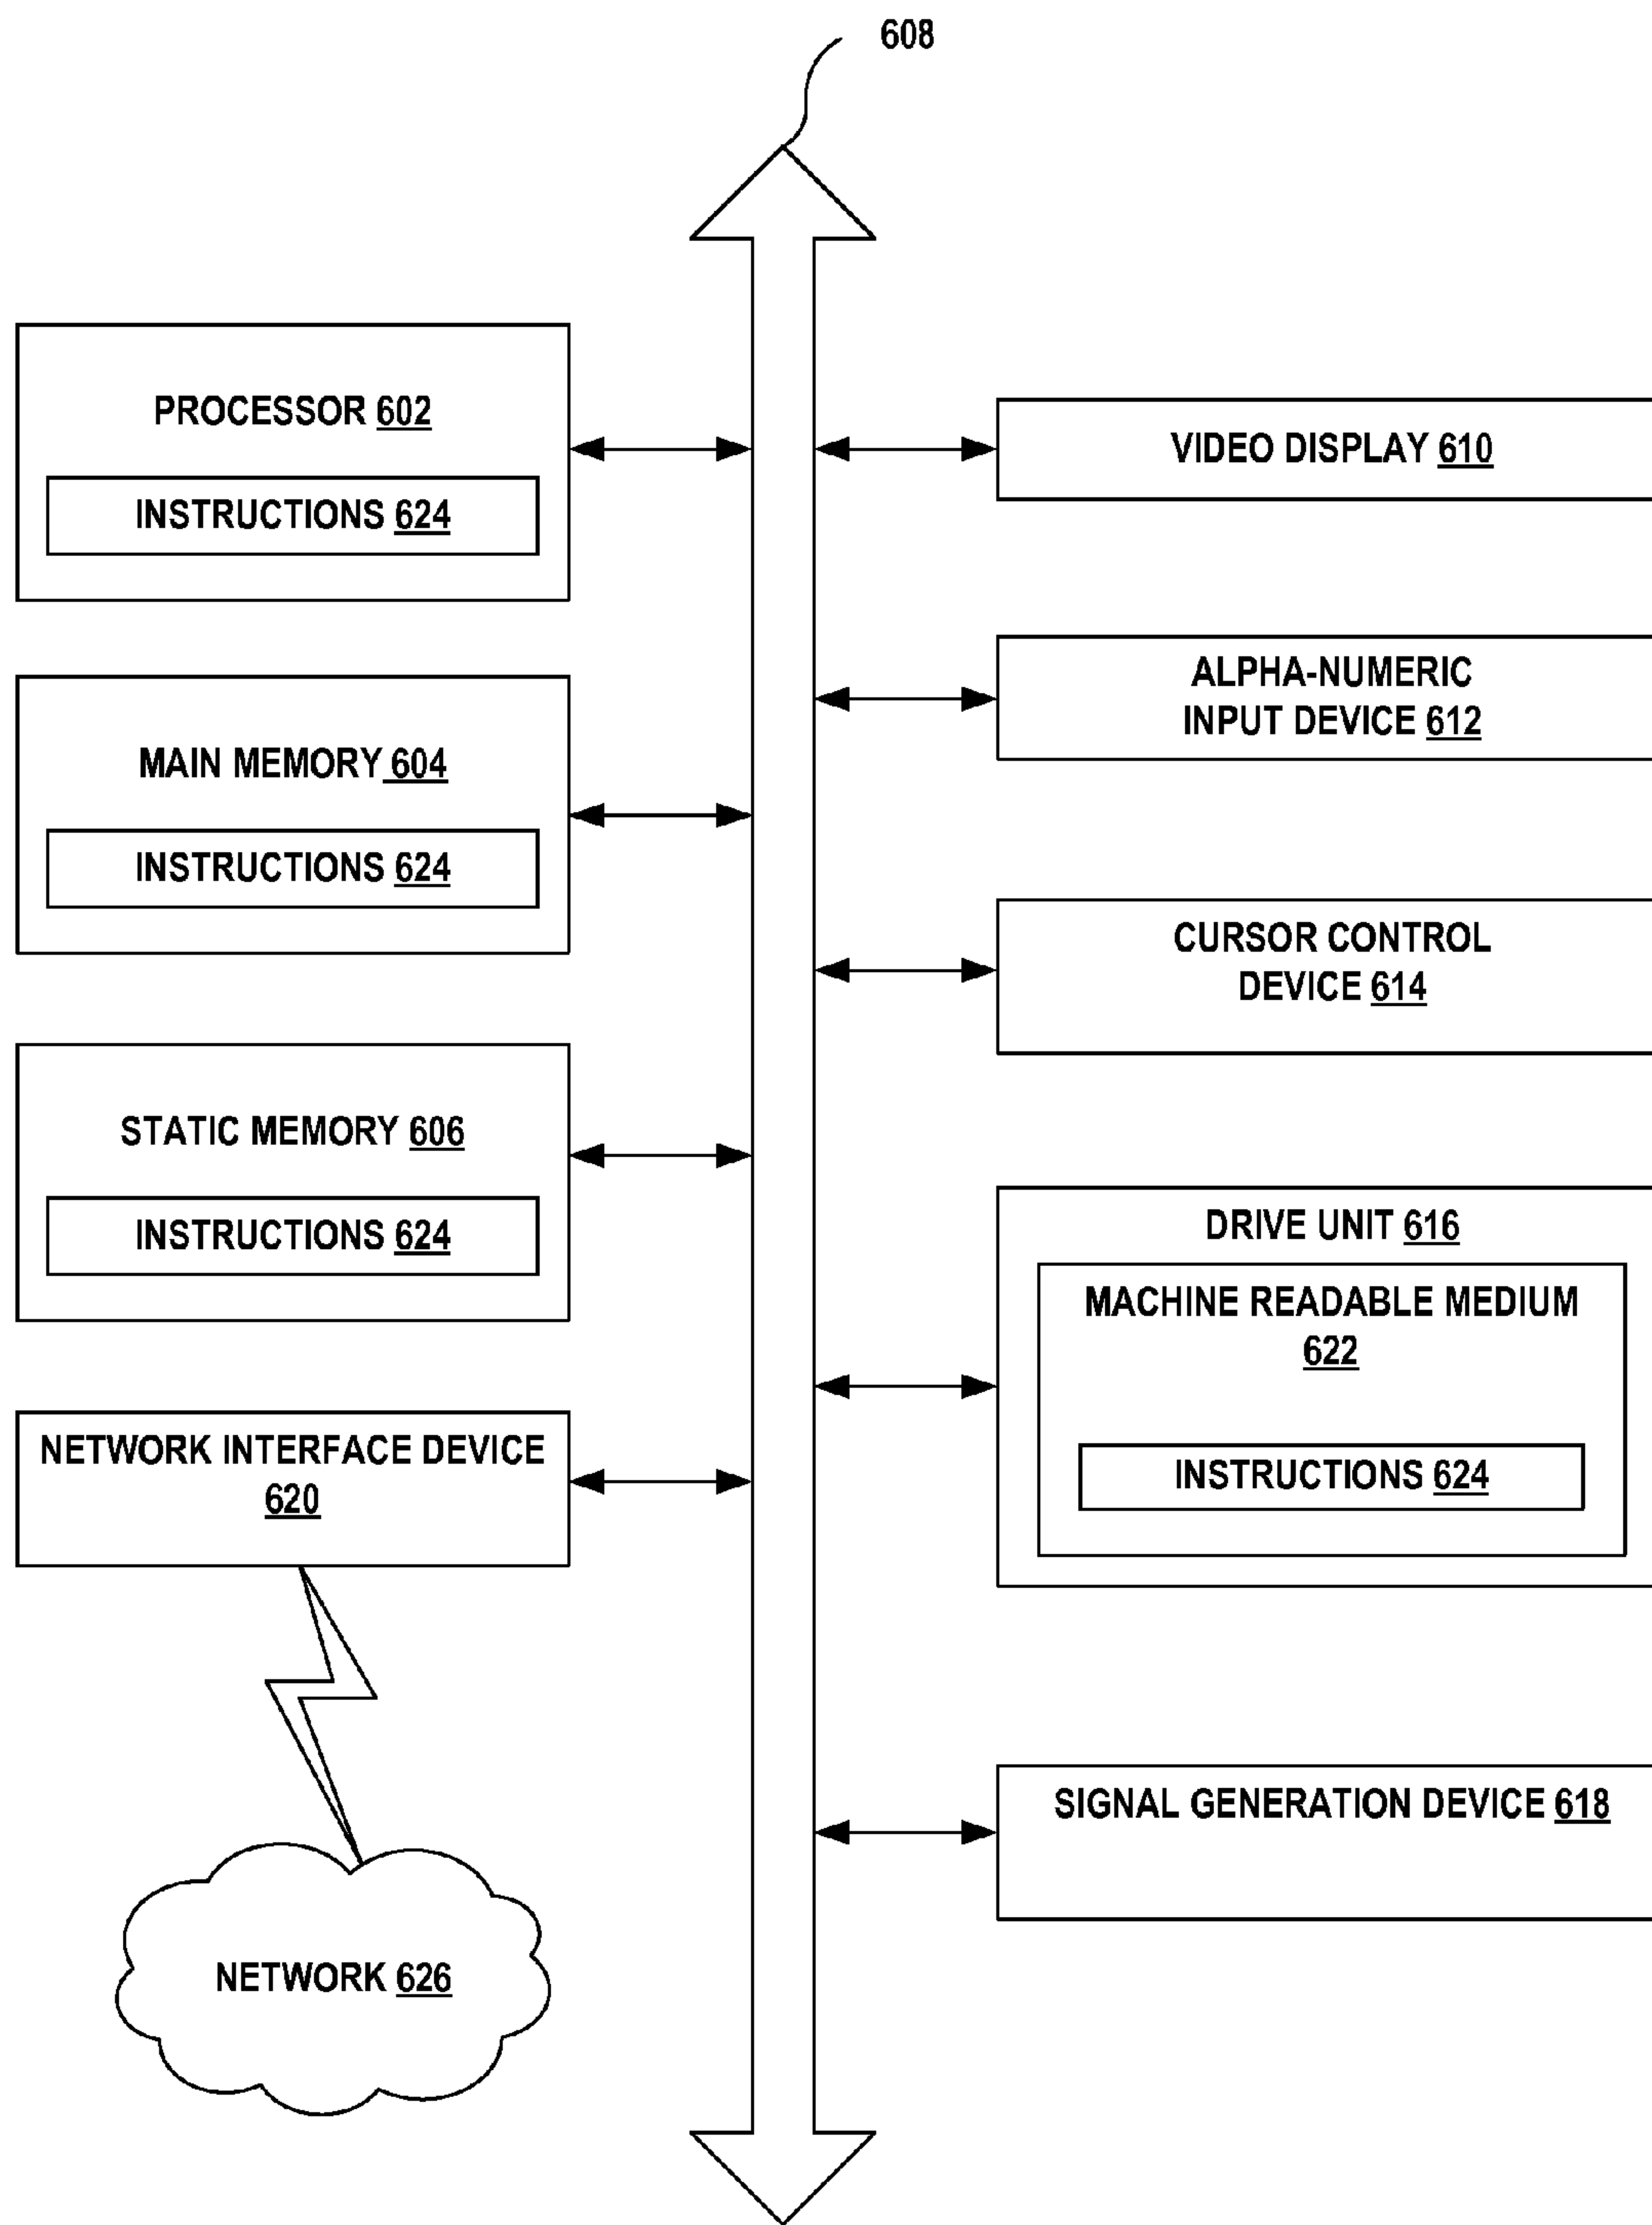 608
PROCESSOR 602
INSTRUCTIONS 624
MAIN MEMORY 604
INSTRUCTIONS 624
STATIC MEMORY 606
INSTRUCTIONS 624
NETWORK INTERFACE DEVICE
620
NETWORK 626
VIDEO DISPLAY 610
ALPHA-NUMERIC
INPUT DEVICE 612
CURSOR CONTROL
DEVICE 614
DRIVE UNIT 616
MACHINE READABLE MEDIUM
622
INSTRUCTIONS 624
SIGNAL GENERATION DEVICE 618